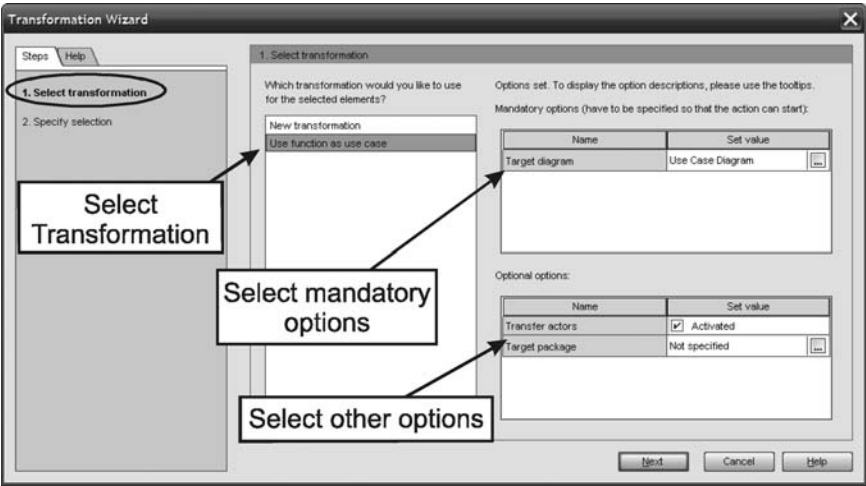 Transformation Wizard
Steps
Help
1. Select transformation
2. Specify selection
1. Select transformation
Which transformation would you like to use
for the selected elements?
New transformation
Use function as use case
Options set. To display the option descriptions, please use the tooltips.
Mandatory options (have to be specified so that the action can start):
Name
Set value
Target diagram
Use Case Diagram
...
Optional options:
Name
Set value
Transfer actors
Activated
Target package
Not specified
...
Select
Transformation
Select mandatory
options
Select other options
Next
Cancel
Help